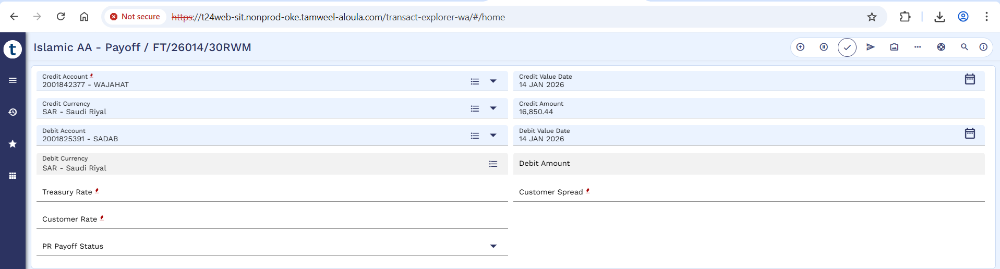 Not secure https://t24web-sit.nonprod-oke.tamweel-aloula.com/transact-explorer-wa/#/home
t Islamic AA - Payoff / FT/26014/30RWM
Credit Account
2001842377 - WAJAHAT
Credit Value Date
14 JAN 2026
Credit Currency
SAR - Saudi Riyal
Credit Amount
16,850.44
Debit Account
2001825391 - SADAB
Debit Value Date
14 JAN 2026
Debit Currency
SAR - Saudi Riyal
Debit Amount
Treasury Rate
Customer Spread
Customer Rate
PR Payoff Status